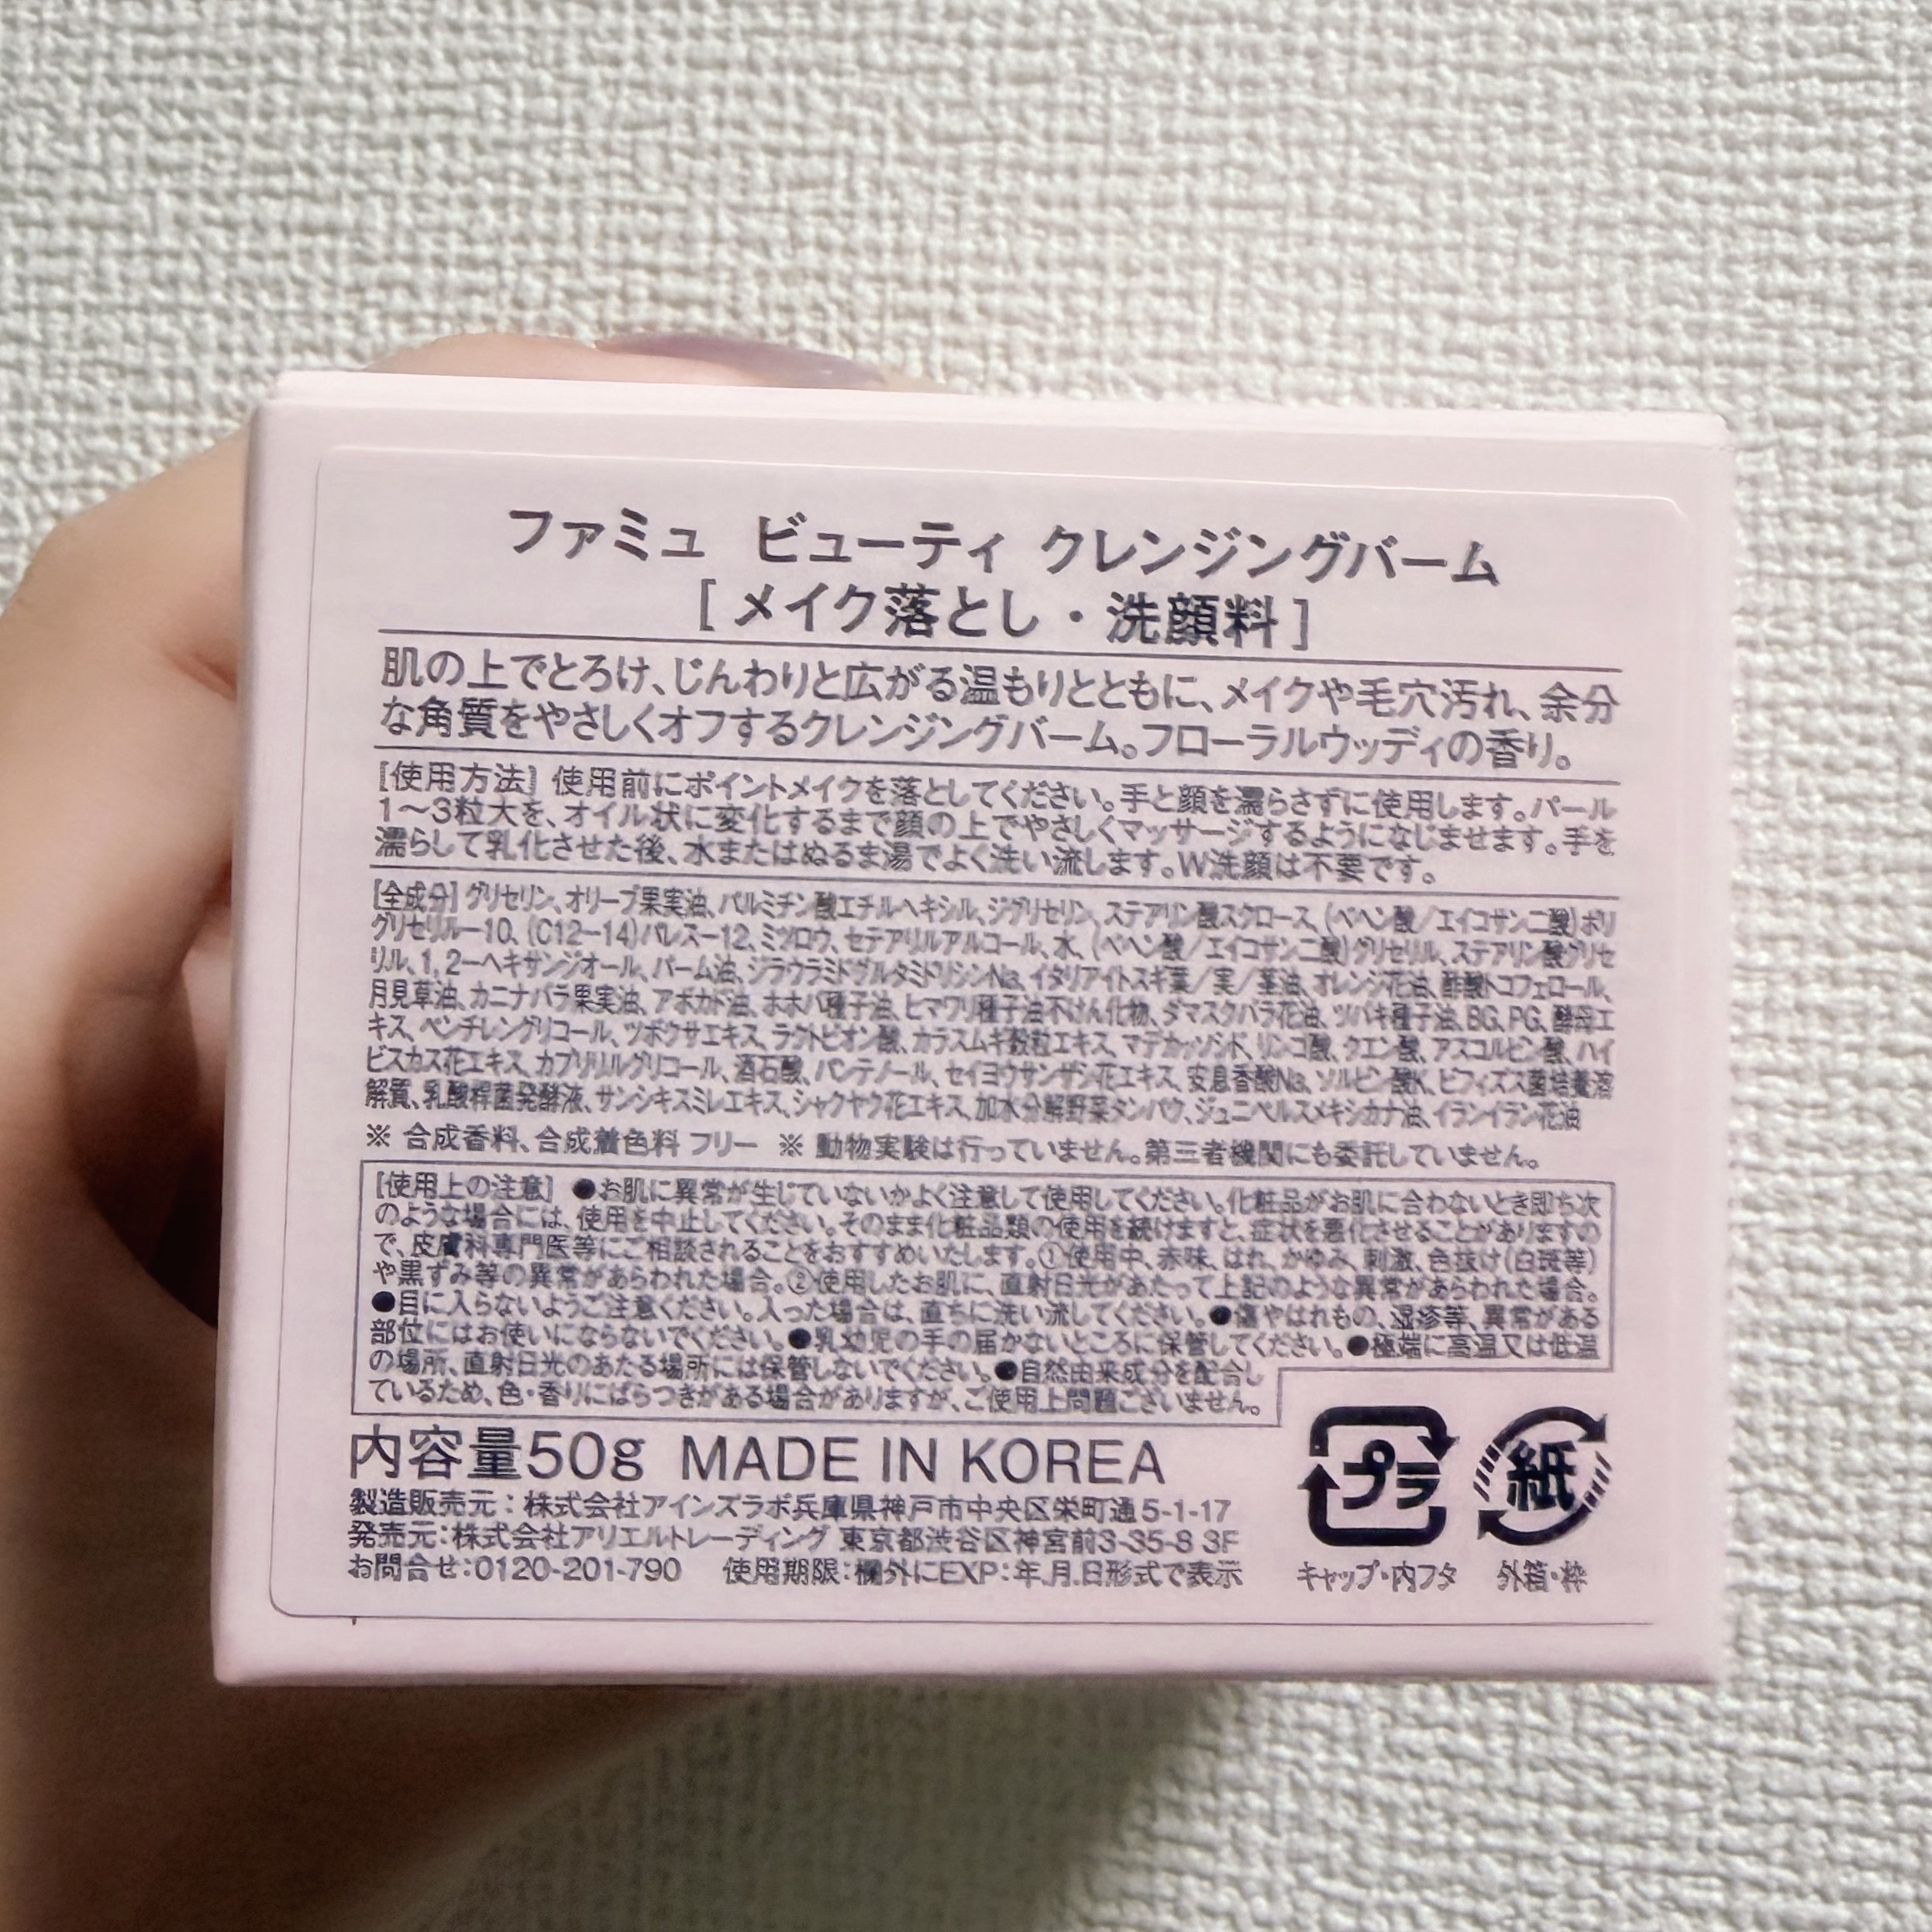 ファミュ ビューティ クレンジングバーム
[メイク落とし・洗顔料]
肌の上でとろけ、じんわりと広がる温もりとともに、メイクや毛穴汚れ、余分
な角質をやさしくオフするクレンジングバーム。フローラルウッディの香り。
[使用方法] 使用前にポイントメイクを落としてください。手と顔を濡らさずに使用します。パール
1〜3粒大を、オイル状に変化するまで顔の上でやさしくマッサージするようになじませます。手を
濡らして乳化させた後、水またはぬるま湯でよく洗い流します。W洗顔は不要です。
[全成分] グリセリン、オリーブ果実油、パルミチン酸エチルヘキシル、ジグリセリン、ステアリン酸スクロース、(ベヘン酸/エイコサン二酸)ポリ
グリセリル-10、(C12-14)パレス-12、ミツロウ、セテアリルアルコール、水、(ベヘン酸/エイコサン二酸)グリセリル、ステアリン酸グリセ
リル、1,2-ヘキサンジオール、パーム油、ジラウラミドグルタミドリシンNa、イタリアイトスギ葉/実/茎油、オレンジ花油、酢酸トコフェロール、
月見草油、カニナバラ果実油、アボカド油、ホホバ種子油、ヒマワリ種子油不けん化物、ダマスクバラ花油、ツバキ種子油、BG、PG、酵母エ
キス、ペンチレングリコール、ツボクサエキス、ラクトビオン酸、カラスムギ穀粒エキス、マデカッソシド、リンゴ酸、クエン酸、アスコルビン酸、ハイ
ビスカス花エキス、カプリリルグリコール、酒石酸、パンテノール、セイヨウサンザシ花エキス、安息香酸Na、ソルビン酸K、ビフィズス菌培養溶
解質、乳酸桿菌発酵液、サンシキスミレエキス、シャクヤク花エキス、加水分解野菜タンパク、ジュニペルスメキシカナ油、イランイラン花油
※ 合成香料、合成着色料 フリー ※ 動物実験は行っていません。第三者機関にも委託していません。
[使用上の注意] ●お肌に異常が生じていないかよく注意して使用してください。化粧品がお肌に合わないとき即ち次
のような場合には、使用を中止してください。そのまま化粧品類の使用を続けますと、症状を悪化させることがありますの
で、皮膚科専門医等にご相談されることをおすすめいたします。①使用中、赤味、はれ、かゆみ、刺激、色抜け(白斑等)
や黒ずみ等の異常があらわれた場合。②使用したお肌に、直射日光があたって上記のような異常があらわれた場合。
●目に入らないようご注意ください。入った場合は、直ちに洗い流してください。●傷やはれもの、湿疹等、異常がある
部位にはお使いにならないでください。●乳幼児の手の届かないところに保管してください。●極端に高温又は低温
の場所、直射日光のあたる場所には保管しないでください。●自然由来成分を配合し
ているため、色・香りにばらつきがある場合がありますが、ご使用上問題ございません。
内容量50g MADE IN KOREA
製造販売元：株式会社アインズラボ兵庫県神戸市中央区栄町通5-1-17
発売元：株式会社アリエルトレーディング 東京都渋谷区神宮前3-35-8 3F
お問合せ：0120-201-790 使用期限：欄外にEXP：年.月.日形式で表示
プラ 紙
キャップ・内フタ 外箱・枠